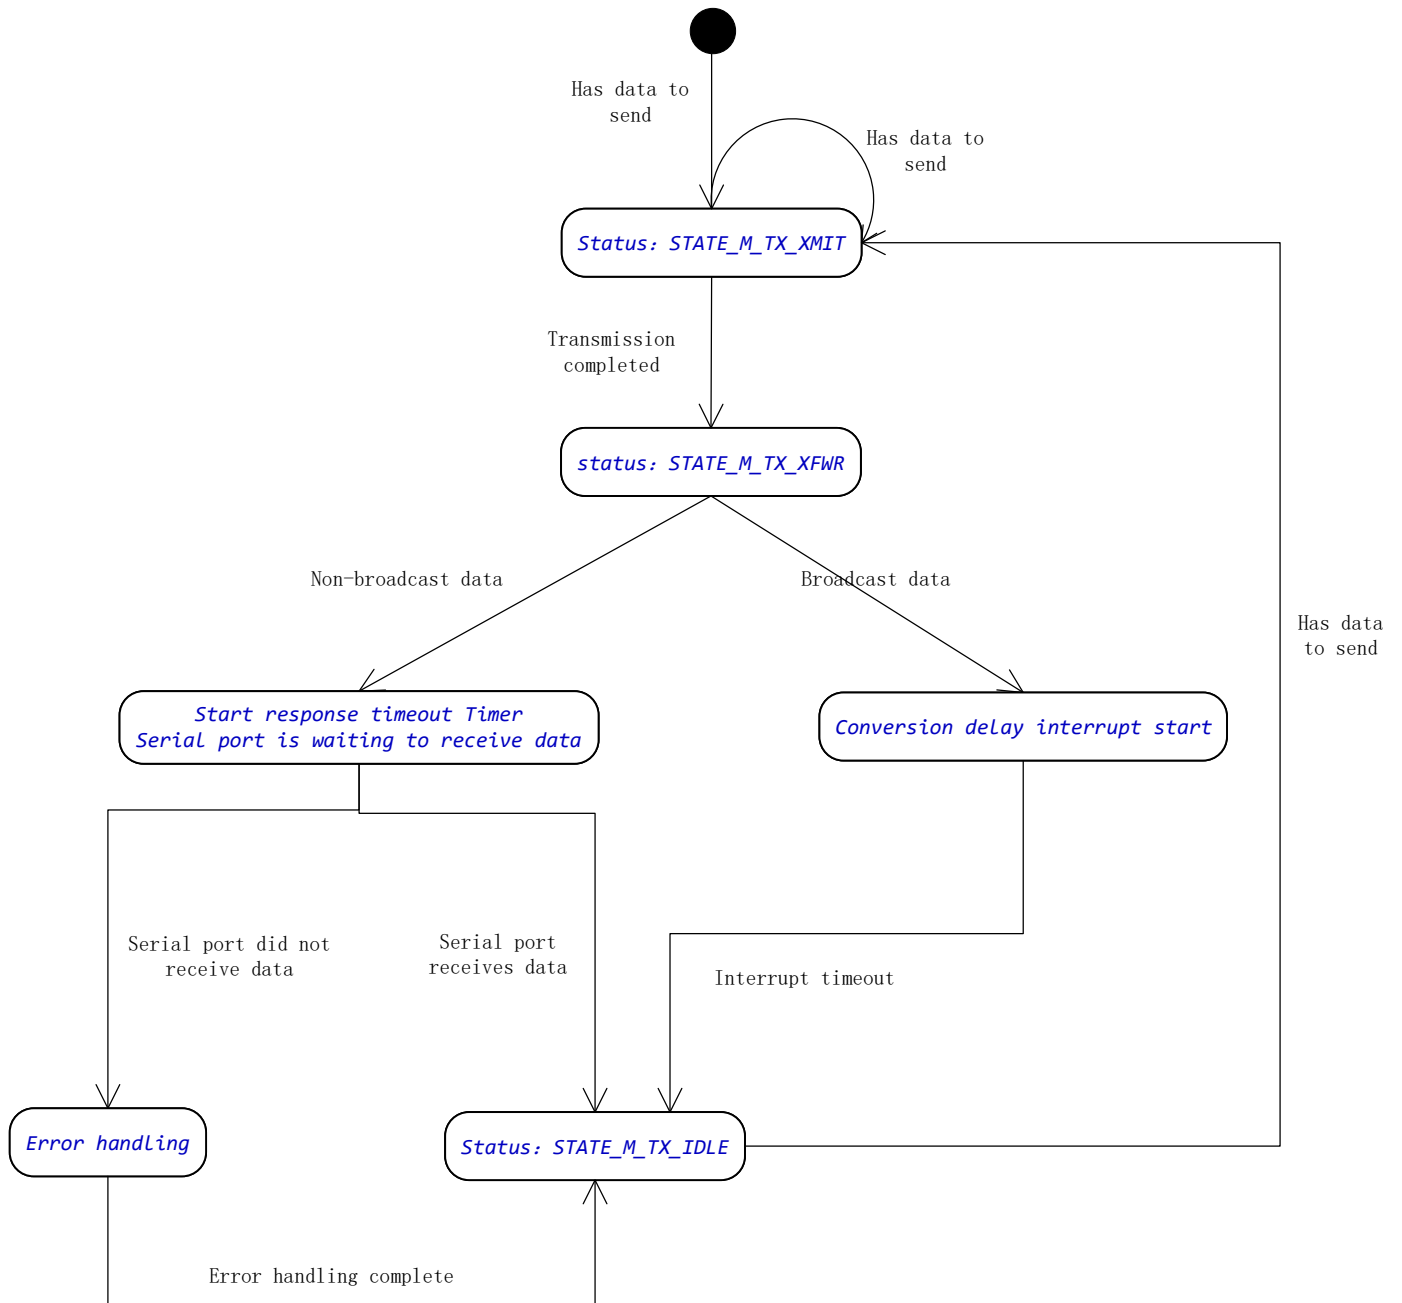 Has data to
send
Has data to
send
Status: STATE_M_TX_XMIT
Transmission
completed
status: STATE_M_TX_XFWR
Non-broadcast data
Broadcast data
Has data
to send
Start response timeout Timer
Serial port is waiting to receive data
Conversion delay interrupt start
Serial port did not
receive data
Serial port
receives data
Interrupt timeout
Error handling
Status: STATE_M_TX_IDLE
Error handling complete